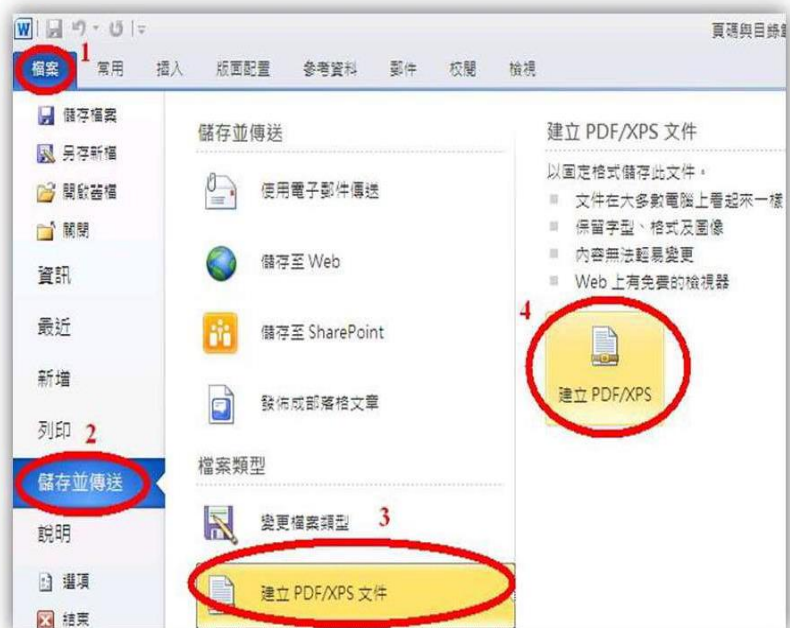 頁碼與目錄
1
檔案 常用 插入 版面配置 參考資料 郵件 校閱 檢視
儲存檔案
另存新檔
開啟舊檔
關閉
資訊
最近
新增
列印 2
儲存並傳送
說明
選項
結束
儲存並傳送
使用電子郵件傳送
儲存至 Web
儲存至 SharePoint
發佈成部落格文章
檔案類型
變更檔案類型 3
建立 PDF/XPS 文件
建立 PDF/XPS 文件
以固定格式儲存此文件。
文件在大多數電腦上看起來一樣
保留字型、格式及圖像
內容無法輕易變更
Web 上有免費的檢視器
4
建立 PDF/XPS